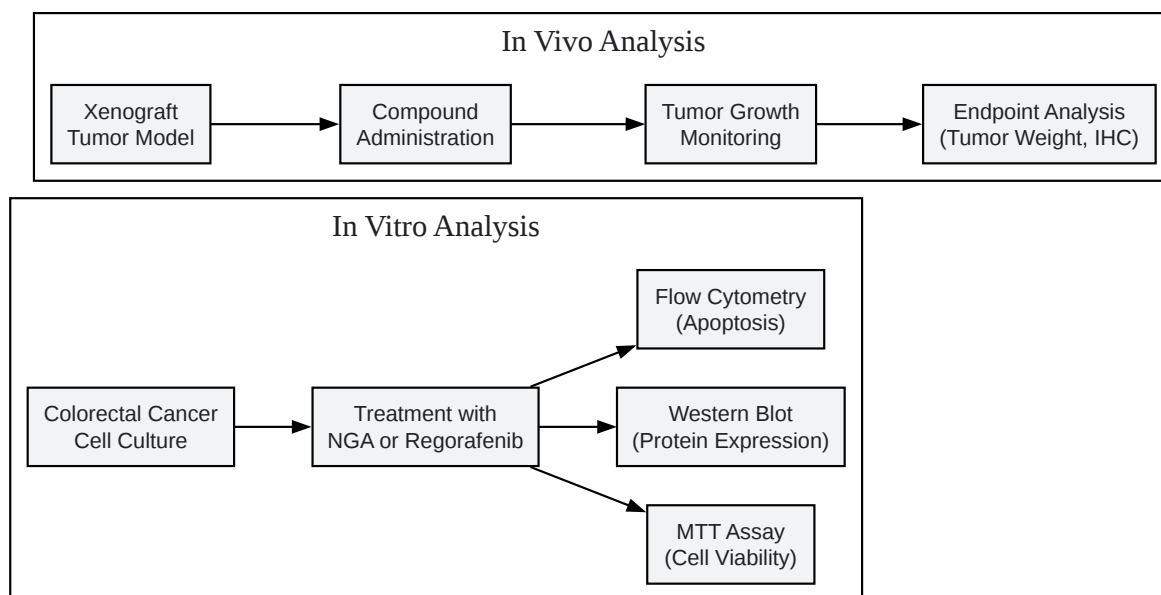 In Vivo Analysis
Xenograft
Tumor Model
Compound
Administration
Tumor Growth
Monitoring
Endpoint Analysis
(Tumor Weight, IHC)
In Vitro Analysis
Colorectal Cancer
Cell Culture
Treatment with
NGA or Regorafenib
Flow Cytometry
(Apoptosis)
Western Blot
(Protein Expression)
MTT Assay
(Cell Viability)